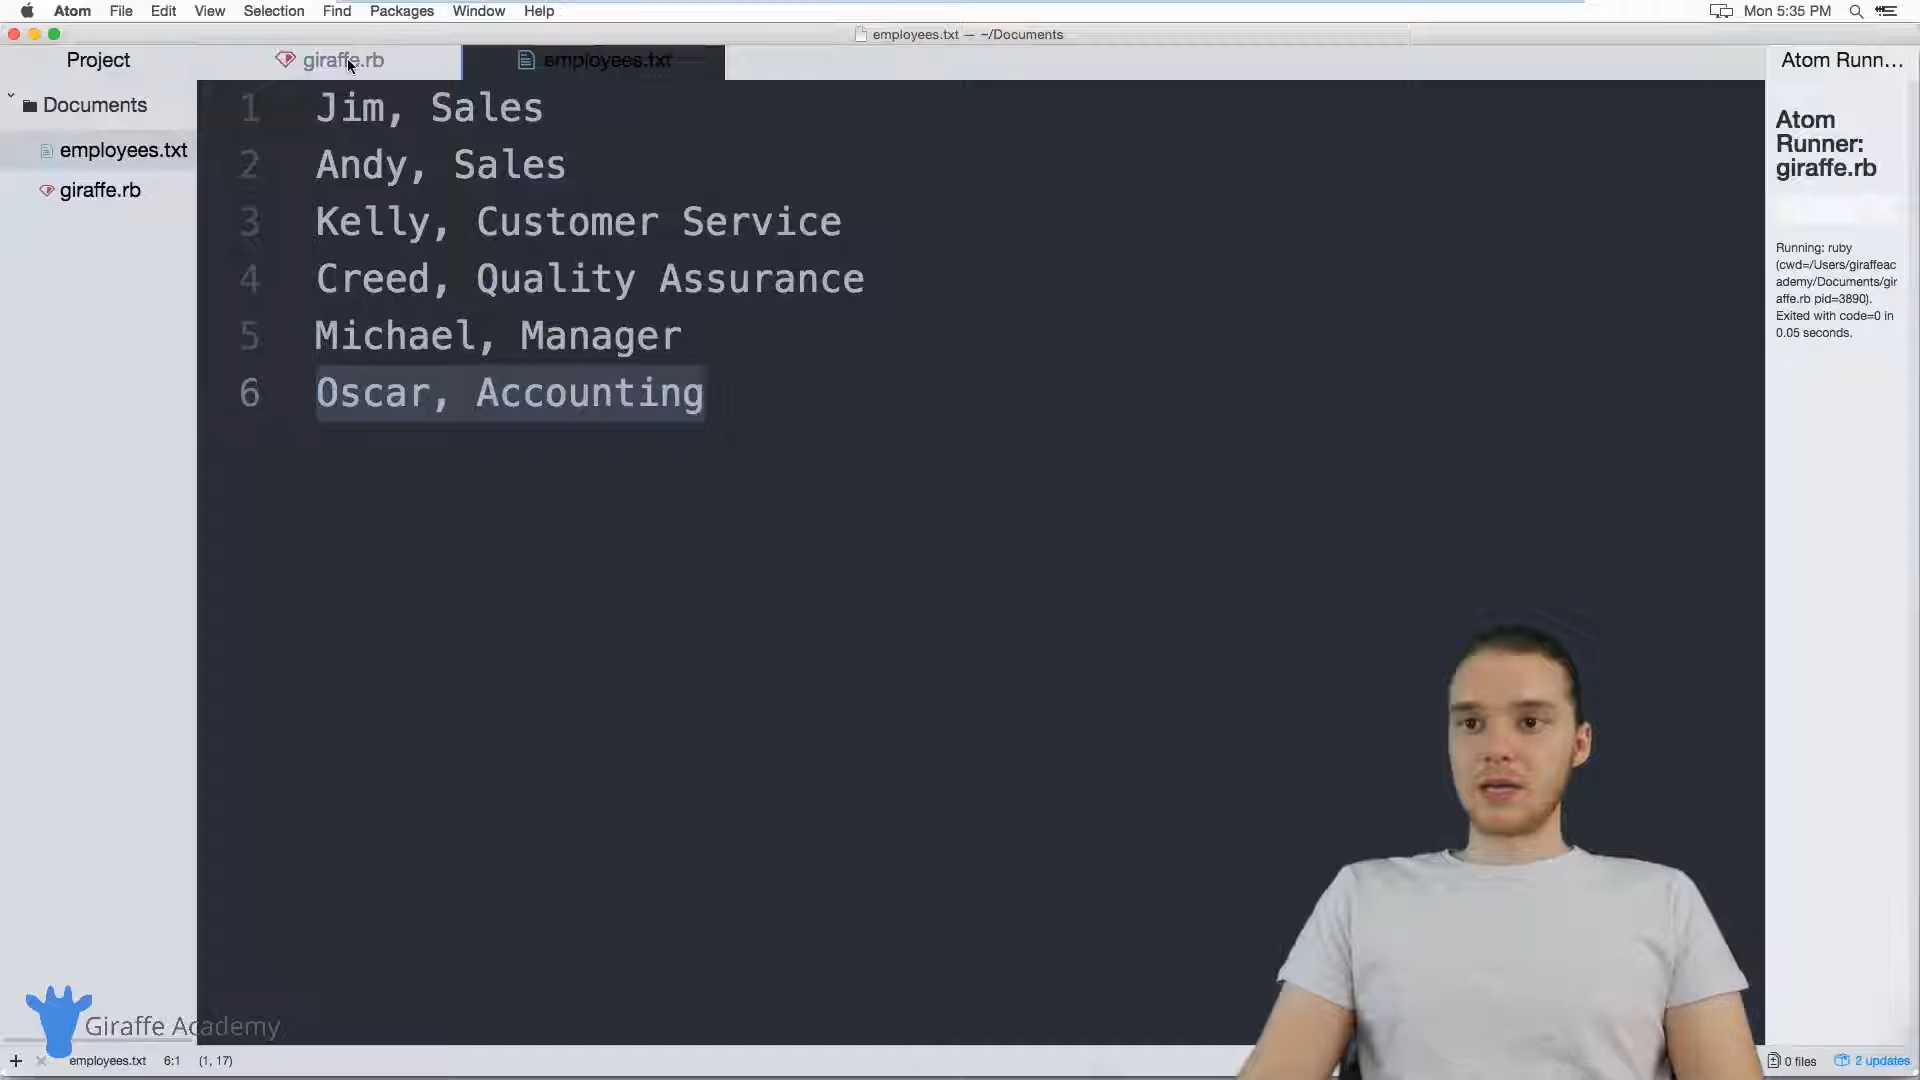 Atom File Edit View Selection Find Packages Window Help Mon 5:35 PM
employees.txt — ~/Documents
Project giraffe.rb employees.txt Atom Runn...
Documents
employees.txt
giraffe.rb
1 Jim, Sales
2 Andy, Sales
3 Kelly, Customer Service
4 Creed, Quality Assurance
5 Michael, Manager
6 Oscar, Accounting
Atom
Runner:
giraffe.rb
Running: ruby
(cwd=/Users/giraffeac
ademy/Documents/gir
affe.rb pid=3890).
Exited with code=0 in
0.05 seconds.
Giraffe Academy
employees.txt 6:1 (1, 17) 0 files 2 updates